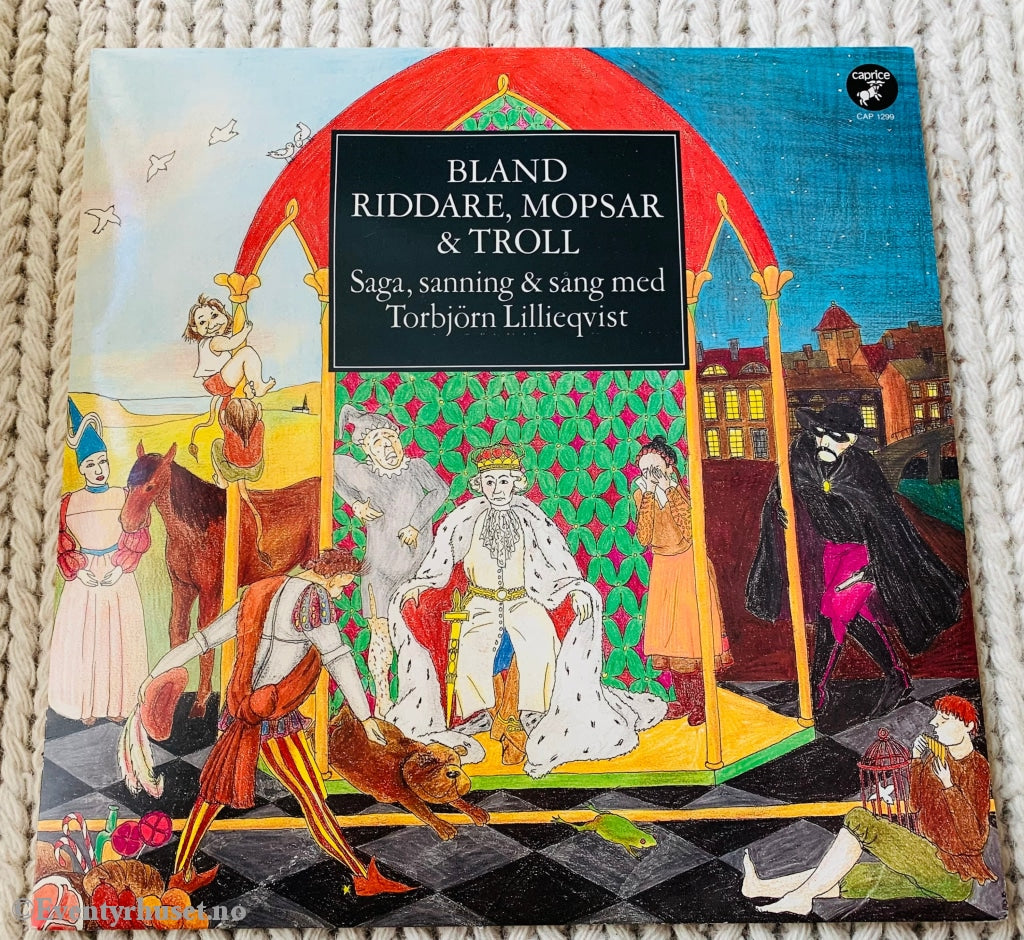 caprice
CAP 1299
BLAND
RIDDARE, MOPSAR
& TROLL
Saga, sanning & sång med
Torbjörn Lillieqvist
©Eventyrhuset.no